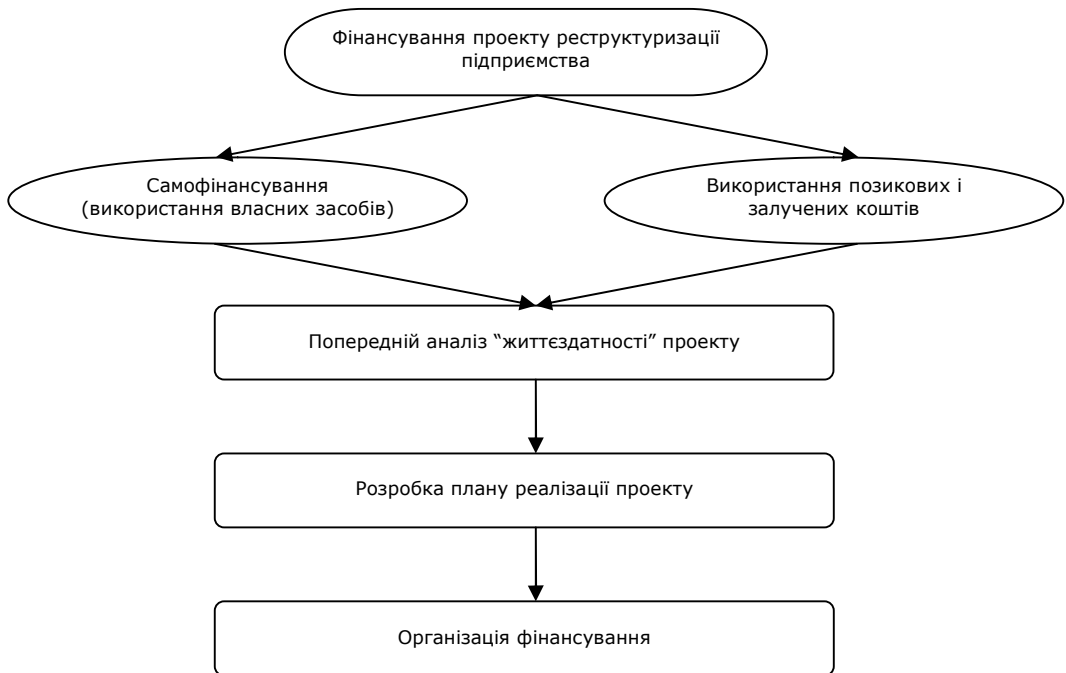 Фінансування проекту реструктуризації
підприємства
Самофінансування
(використання власних засобів)
Використання позикових і
залучених коштів
Попередній аналіз “життєздатності” проекту
Розробка плану реалізації проекту
Організація фінансування